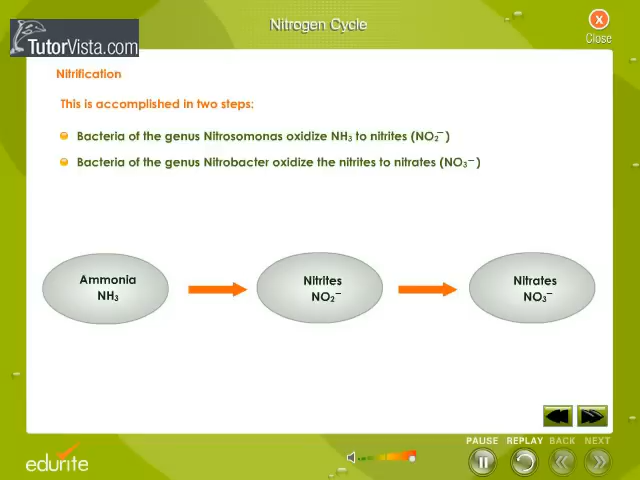 Nitrogen Cycle
Close
TutorVista.com
Nitrification
This is accomplished in two steps:
Bacteria of the genus Nitrosomonas oxidize NH₃ to nitrites (NO₂⁻)
Bacteria of the genus Nitrobacter oxidize the nitrites to nitrates (NO₃⁻)
Ammonia
NH₃
Nitrites
NO₂⁻
Nitrates
NO₃⁻
PAUSE REPLAY BACK NEXT
edurite